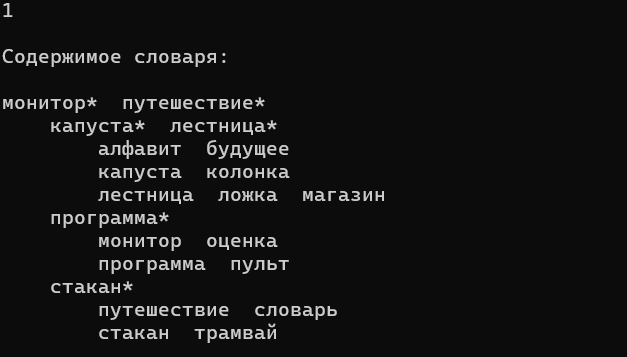 1
Содержимое словаря:
монитор*  путешествие*
    капуста*  лестница*
        алфавит  будущее
        капуста  колонка
        лестница  ложка  магазин
    программа*
        монитор  оценка
        программа  пульт
    стакан*
        путешествие  словарь
        стакан  трамвай